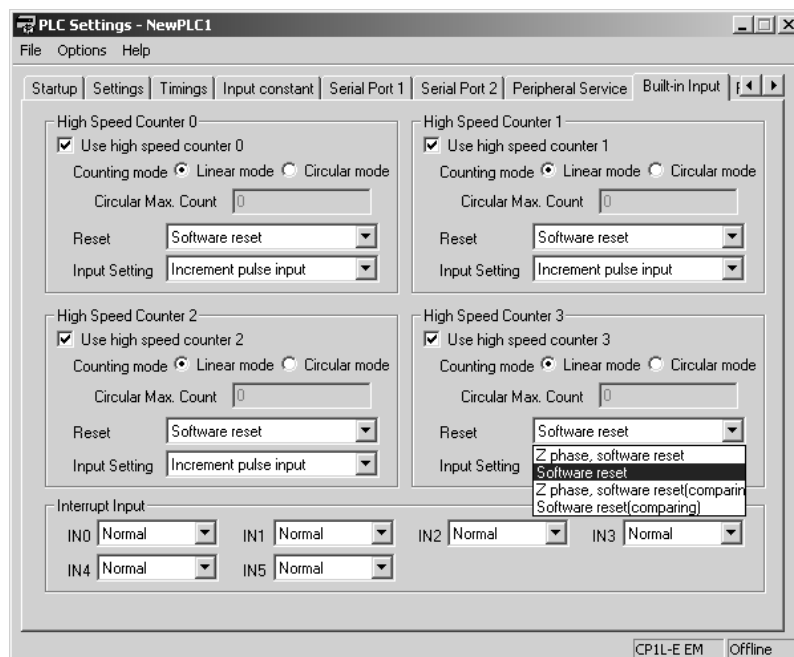 PLC Settings - NewPLC1
File Options Help
Startup Settings Timings Input constant Serial Port 1 Serial Port 2 Peripheral Service Built-in Input
High Speed Counter 0
Use high speed counter 0
Counting mode Linear mode Circular mode
Circular Max. Count 0
Reset Software reset
Input Setting Increment pulse input
High Speed Counter 1
Use high speed counter 1
Counting mode Linear mode Circular mode
Circular Max. Count 0
Reset Software reset
Input Setting Increment pulse input
High Speed Counter 2
Use high speed counter 2
Counting mode Linear mode Circular mode
Circular Max. Count 0
Reset Software reset
Input Setting Increment pulse input
High Speed Counter 3
Use high speed counter 3
Counting mode Linear mode Circular mode
Circular Max. Count 0
Reset Software reset
Input Setting
Z phase, software reset
Software reset
Z phase, software reset(comparin
Software reset(comparing)
Interrupt Input
IN0 Normal IN1 Normal IN2 Normal IN3 Normal
IN4 Normal IN5 Normal
CP1L-E EM Offline